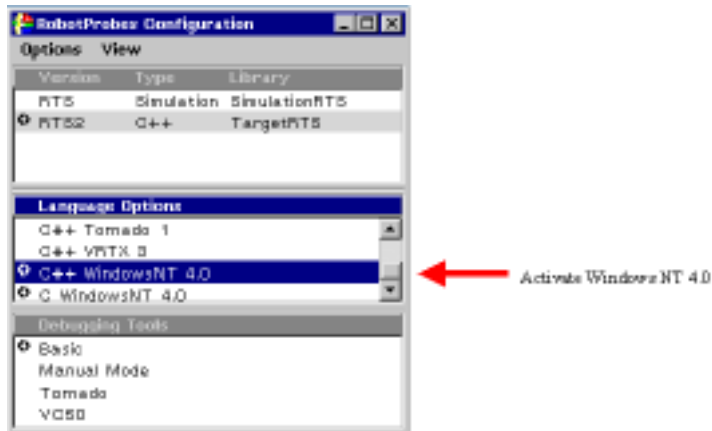 RobotProbes Configuration
Options View
Version Type Library
RTS Simulation SimulationRTS
RTS2 C++ TargetRTS
Language Options
C++ Tornado 1
C++ VRTX 3
C++ WindowsNT 4.0
C WindowsNT 4.0
Activate Windows NT 4.0
Debugging Tools
Basic
Manual Mode
Tornado
VC50